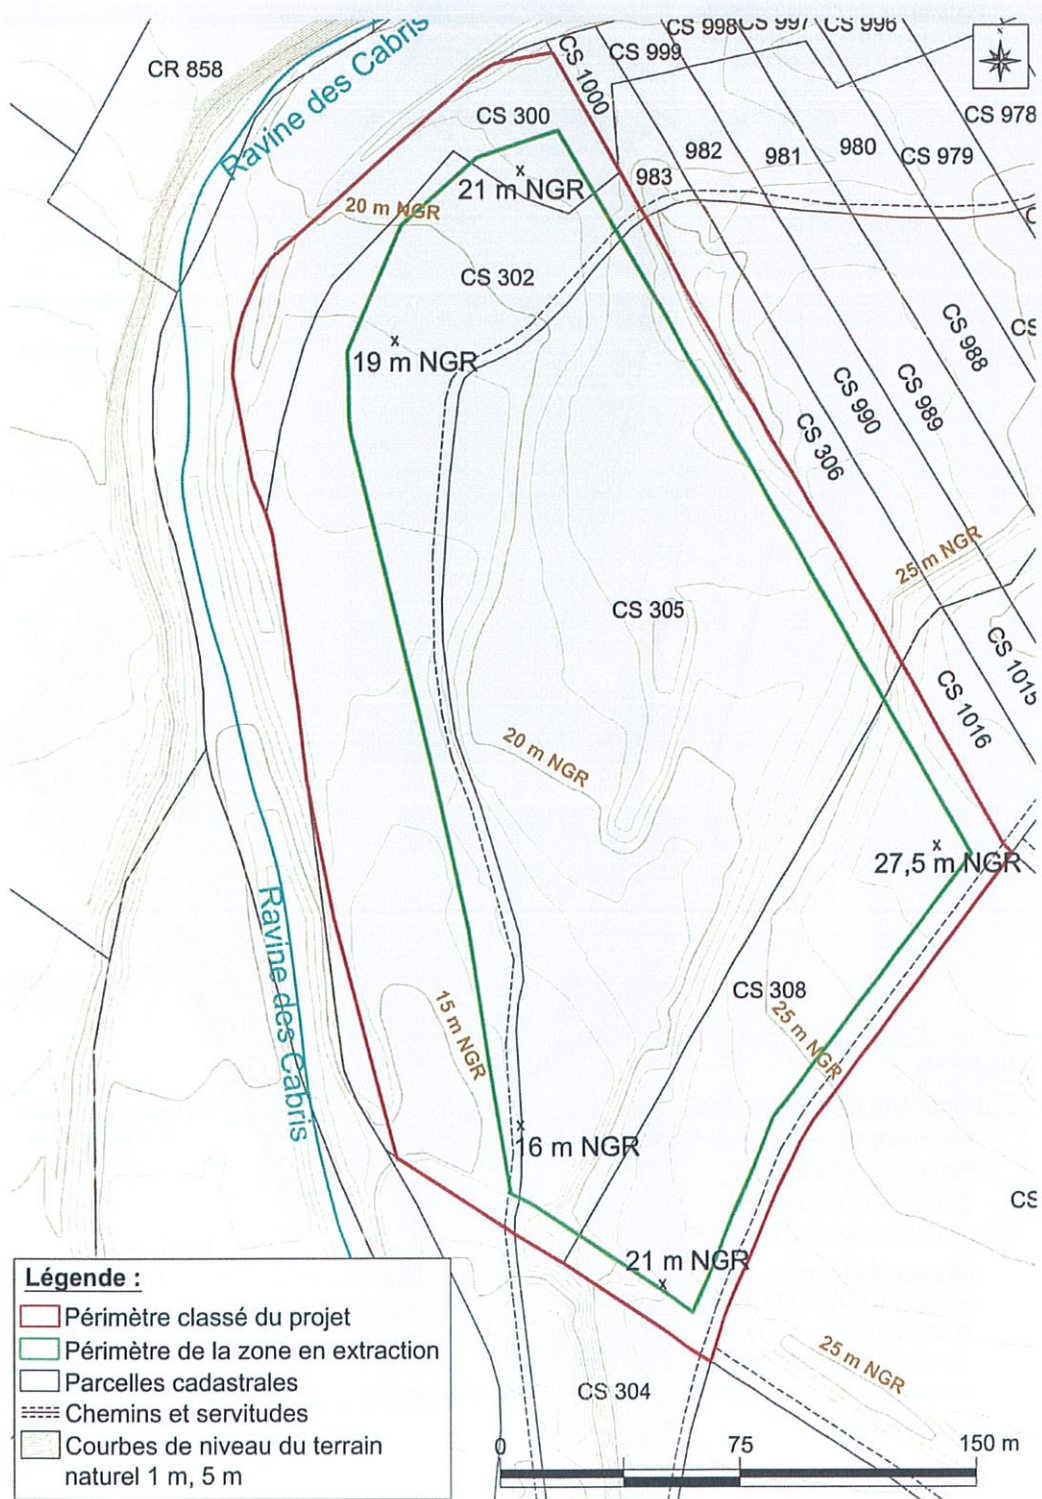 CS 998
CS 997
CS 996
CS 999
CR 858
Ravine des Cabris
CS 1000
CS 300
CS 978
982
981
980
CS 979
983
21 m NGR
20 m NGR
CS 302
19 m NGR
CS 988
CS 989
CS 990
CS 306
CS
25 m NGR
CS 305
CS 1015
CS 1016
20 m NGR
27,5 m NGR
Ravine des Cabris
CS 308
15 m NGR
25 m NGR
16 m NGR
CS
21 m NGR
25 m NGR
CS 304
Légende :
Périmètre classé du projet
Périmètre de la zone en extraction
Parcelles cadastrales
Chemins et servitudes
Courbes de niveau du terrain
naturel 1 m, 5 m
0 75 150 m